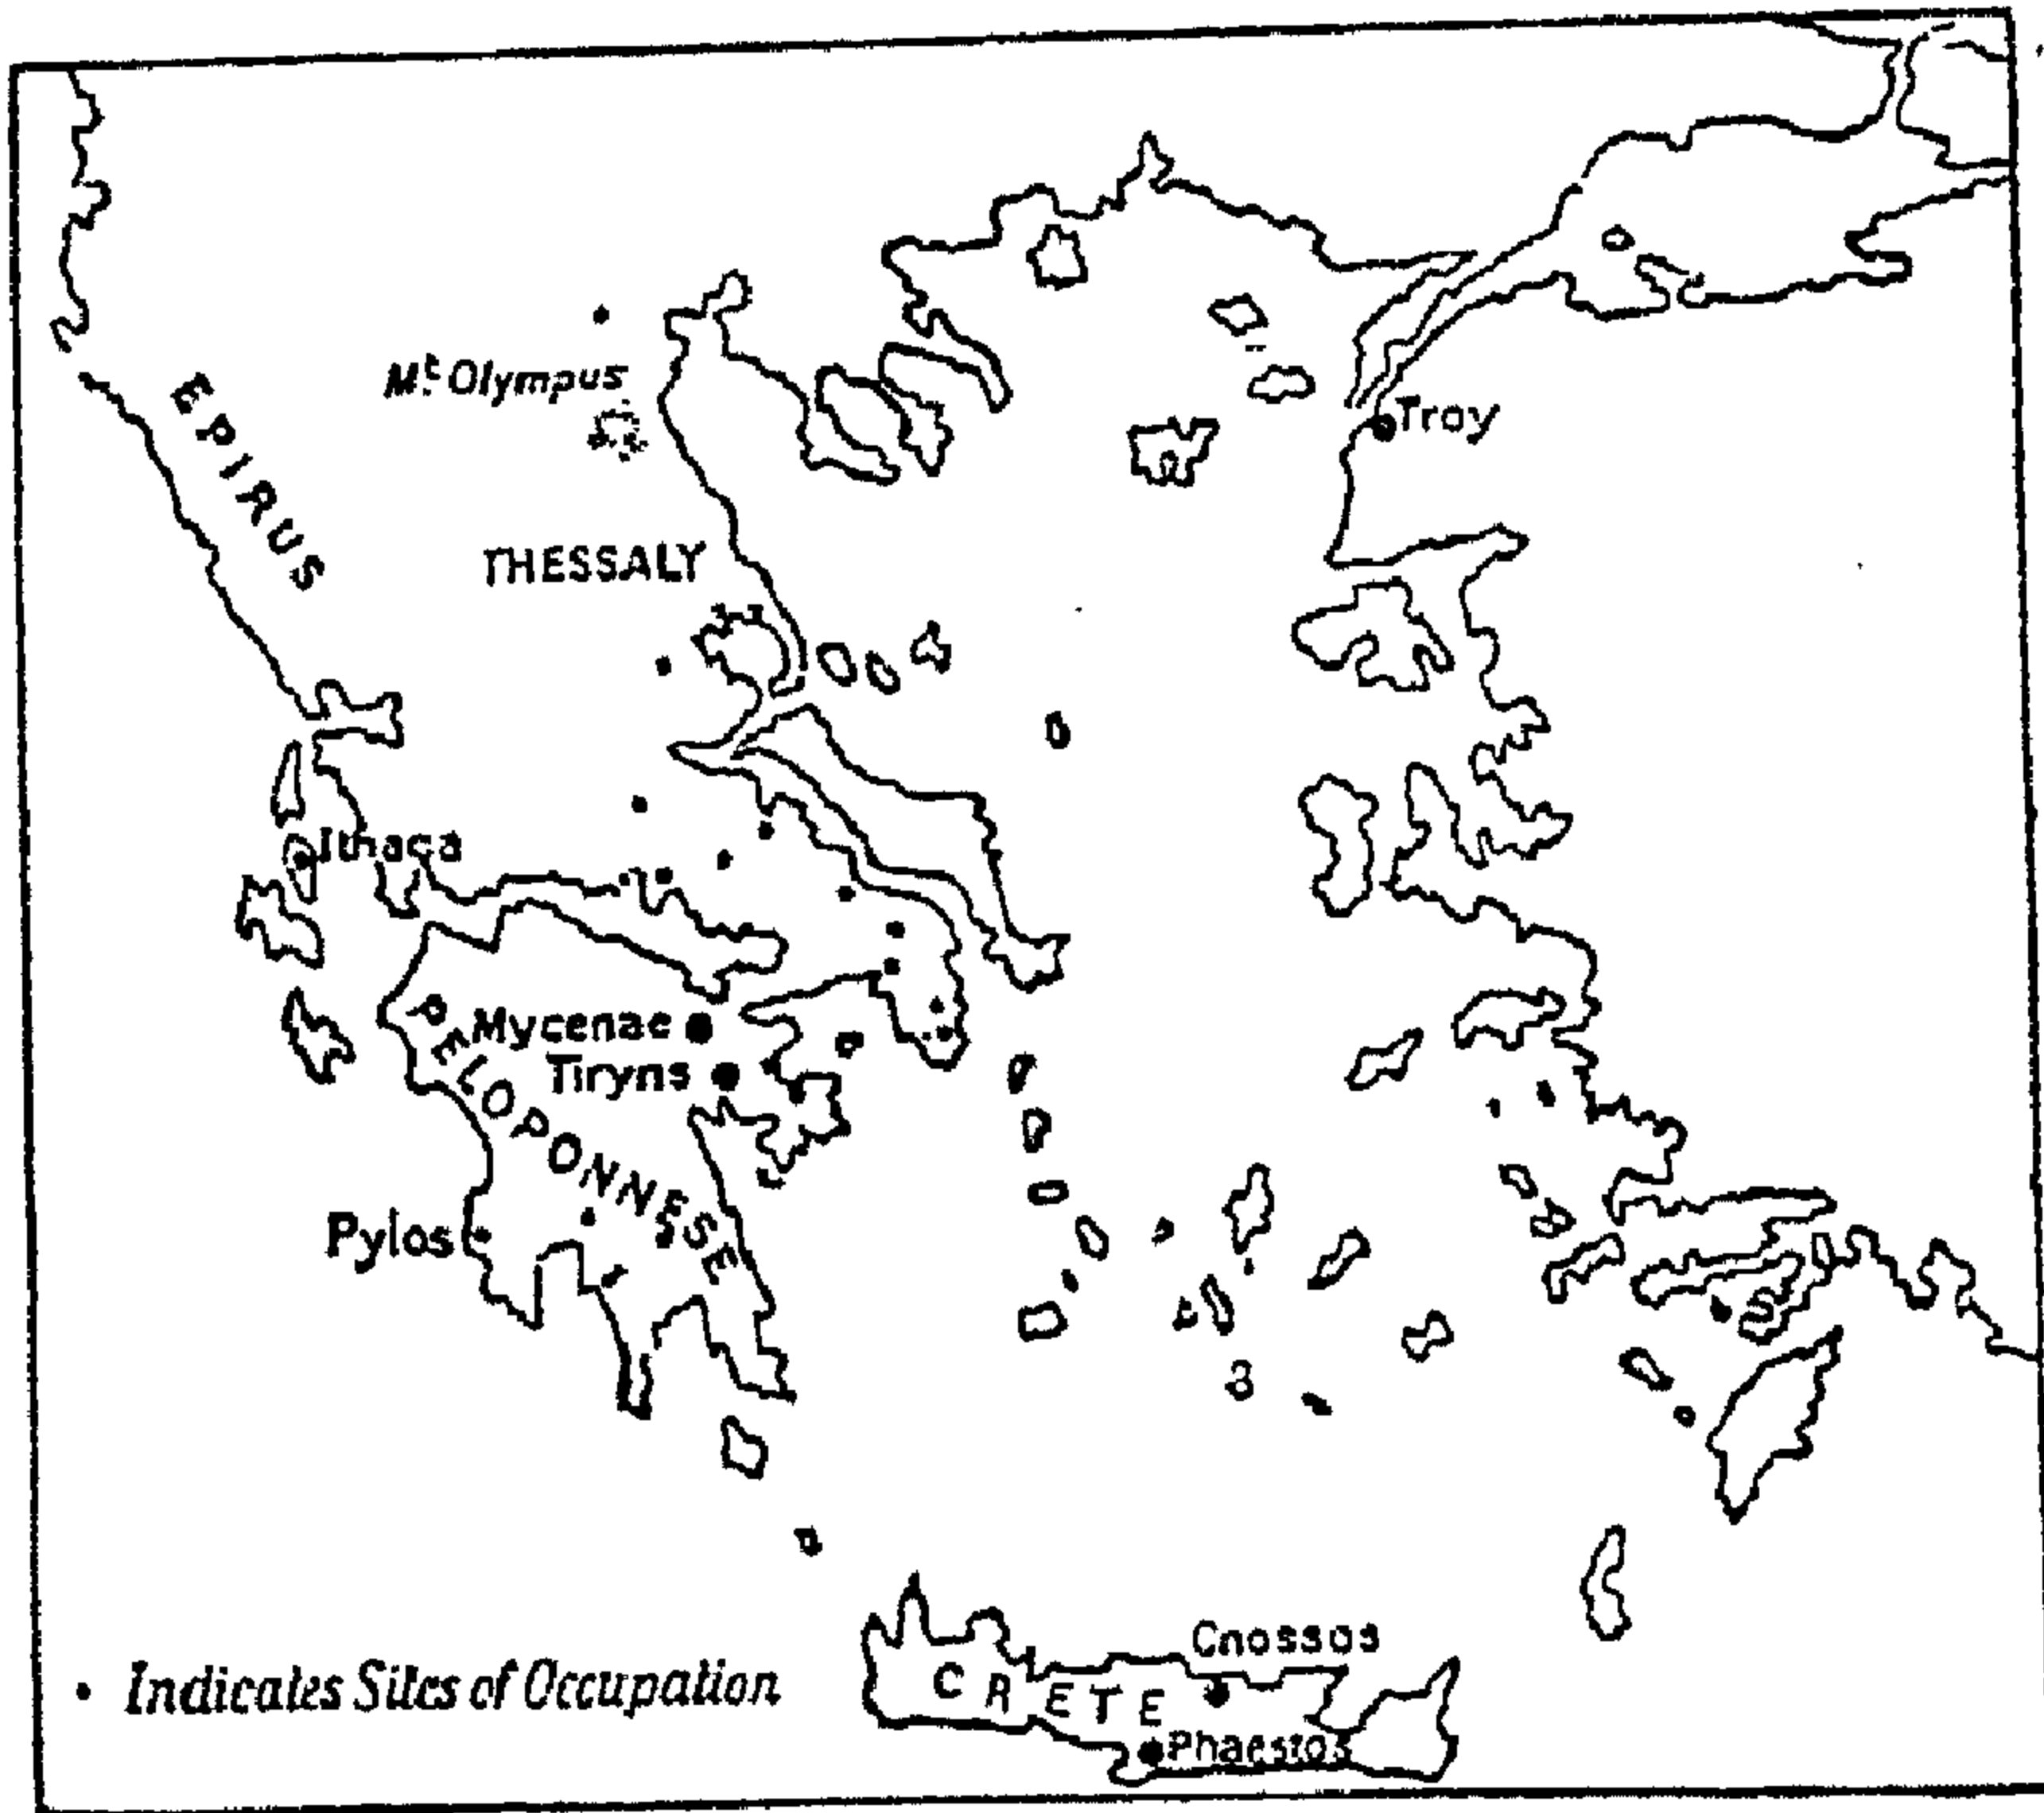 Mt. Olympus
EPIRUS
Troy
THESSALY
Ithaca
Mycenae
Tiryns
PELOPONNESE
Pylos
Cnossos
CRETE
Phaestos
• Indicates Sites of Occupation